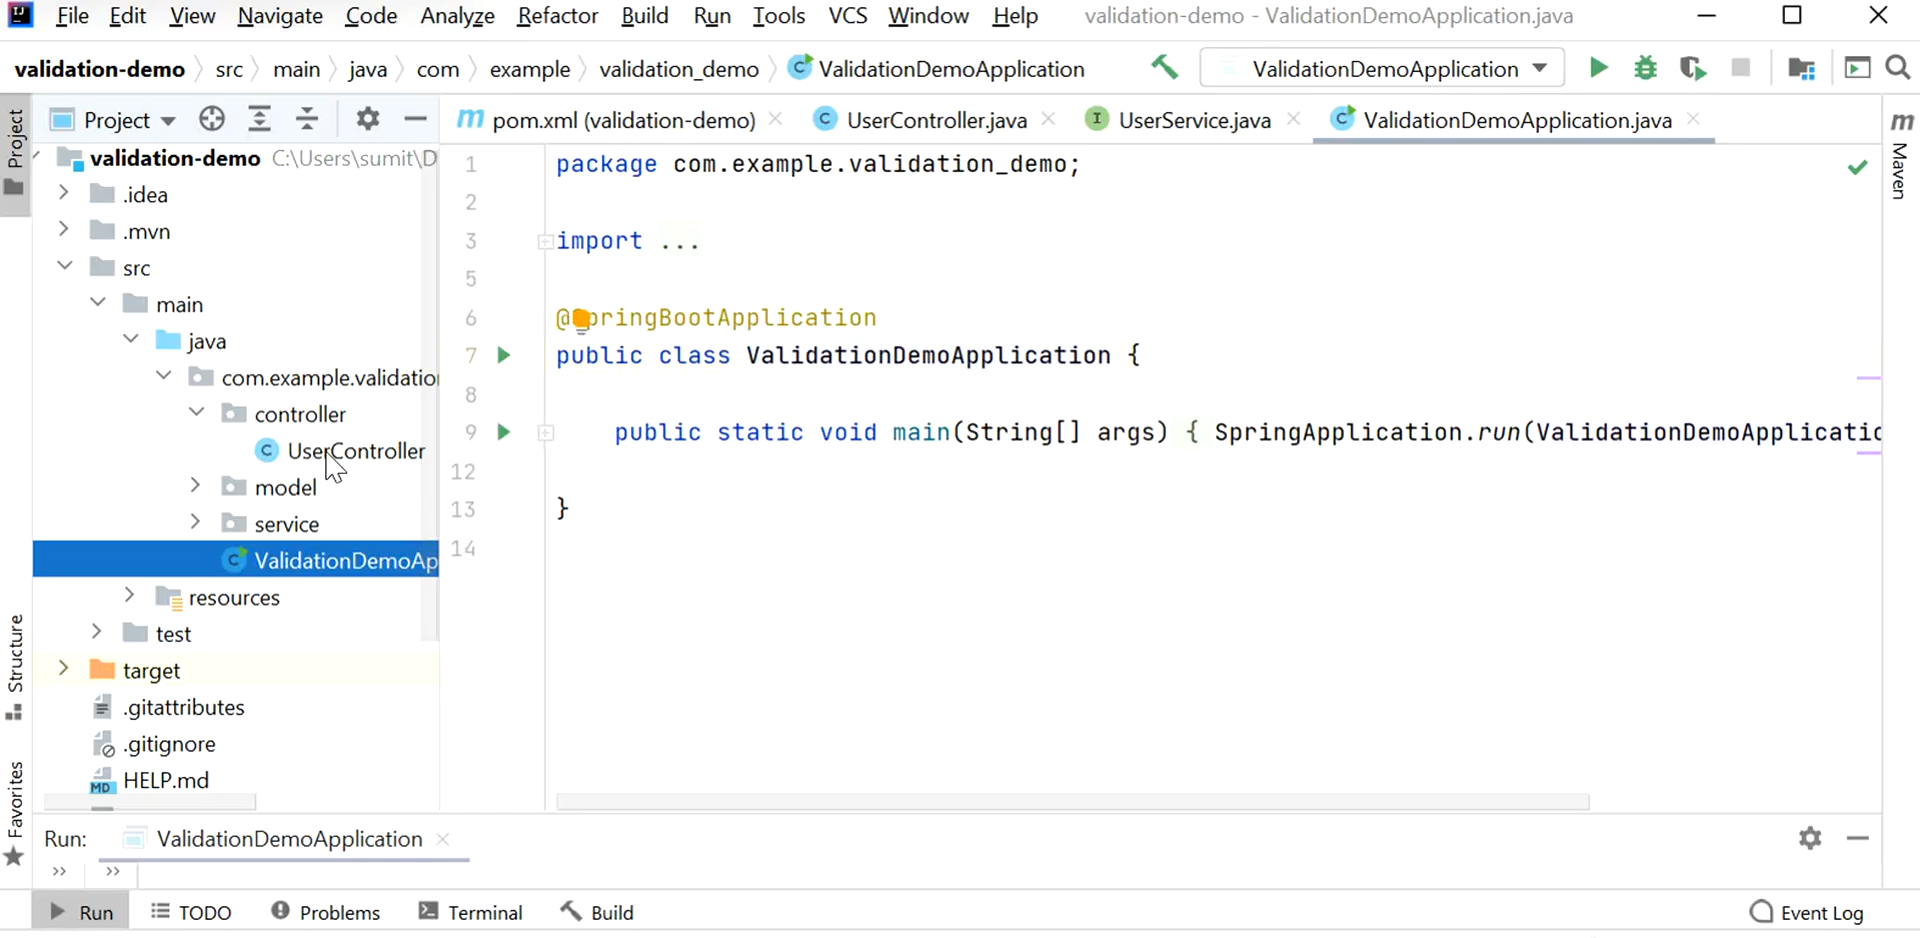 File Edit View Navigate Code Analyze Refactor Build Run Tools VCS Window Help validation-demo - ValidationDemoApplication.java
validation-demo src main java com example validation_demo ValidationDemoApplication ValidationDemoApplication
Project
Project
pom.xml (validation-demo) UserController.java UserService.java ValidationDemoApplication.java
Maven
validation-demo C:\Users\sumit\D
.idea
.mvn
src
main
java
com.example.validatio
controller
UserController
model
service
ValidationDemoAp
resources
test
target
.gitattributes
.gitignore
HELP.md
1 package com.example.validation_demo;
2
3 import ...
5
6 @SpringBootApplication
7 public class ValidationDemoApplication {
8
9 public static void main(String[] args) { SpringApplication.run(ValidationDemoApplicatio
12
13 }
14
Structure
Favorites
Run: ValidationDemoApplication
Run TODO Problems Terminal Build Event Log